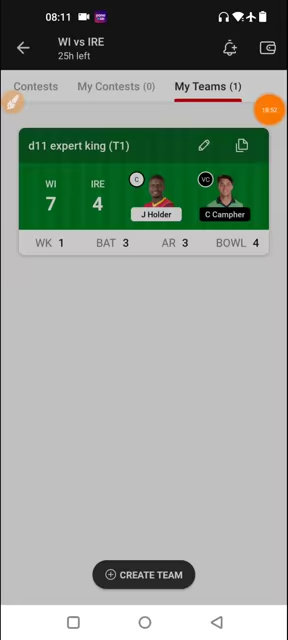 08:11
WI vs IRE
25h left
Contests
My Contests (0)
My Teams (1)
18:52
d11 expert king (T1)
WI
IRE
7
4
C
VC
J Holder
C Campher
WK 1
BAT 3
AR 3
BOWL 4
CREATE TEAM